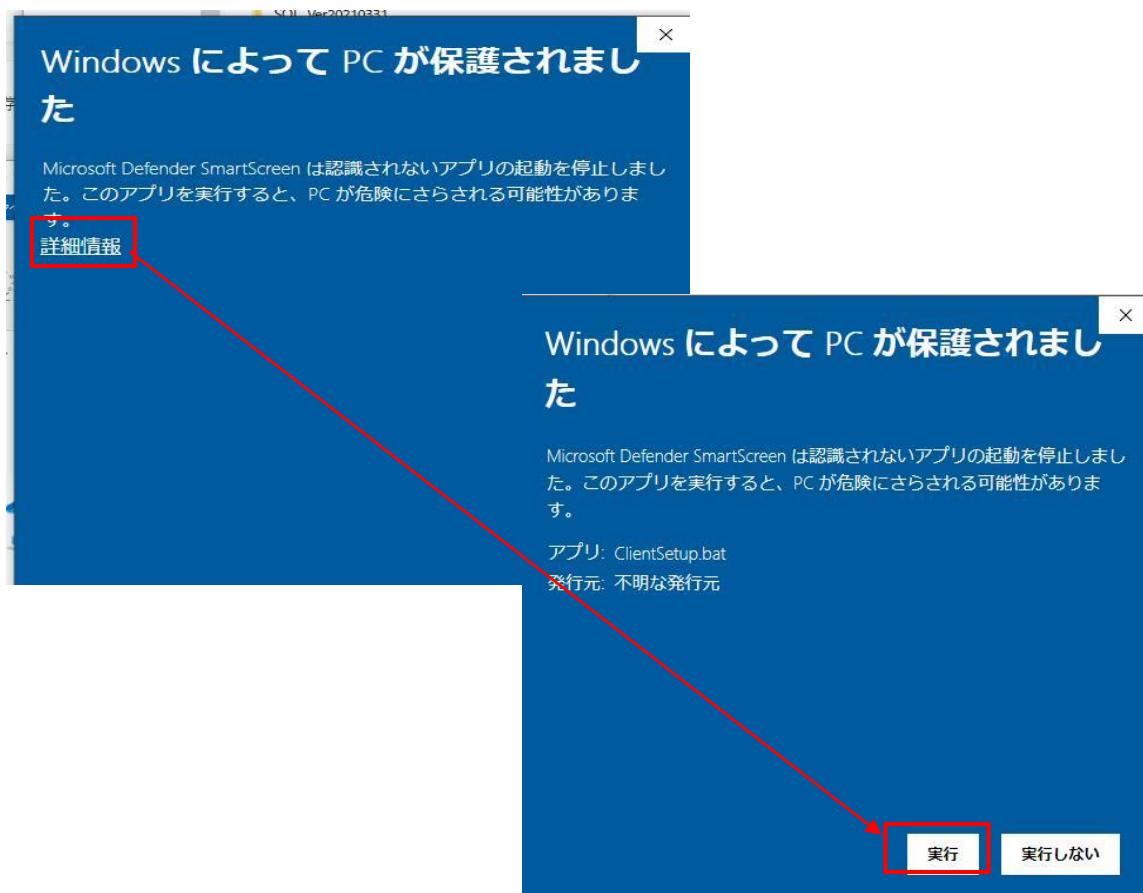 SQL_Ver20210331
Windows によって PC が保護されまし
た
Microsoft Defender SmartScreen は認識されないアプリの起動を停止しまし
た。このアプリを実行すると、PC が危険にさらされる可能性がありま
す。
詳細情報
Windows によって PC が保護されまし
た
Microsoft Defender SmartScreen は認識されないアプリの起動を停止しまし
た。このアプリを実行すると、PC が危険にさらされる可能性がありま
す。
アプリ: ClientSetup.bat
発行元: 不明な発行元
実行 実行しない